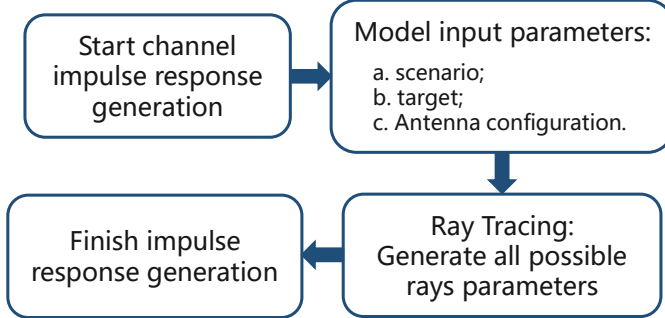 Start channel
impulse response
generation
Model input parameters:
a. scenario;
b. target;
c. Antenna configuration.
Ray Tracing:
Generate all possible
rays parameters
Finish impulse
response generation